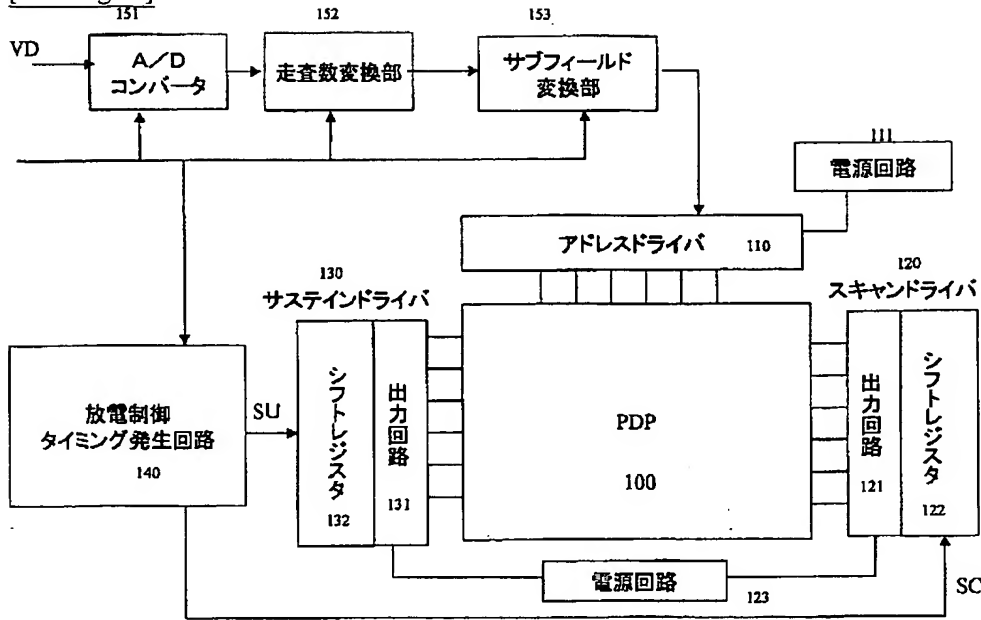 151
152
153
VD
A/D
コンバータ
走査数変換部
サブフィールド
変換部
111
電源回路
アドレスドライバ 110
130
サステインドライバ
120
スキャンドライバ
放電制御
タイミング発生回路
140
SU
シフトレジスタ
132
出力回路
131
PDP
100
出力回路
121
シフトレジスタ
122
電源回路
123
SC